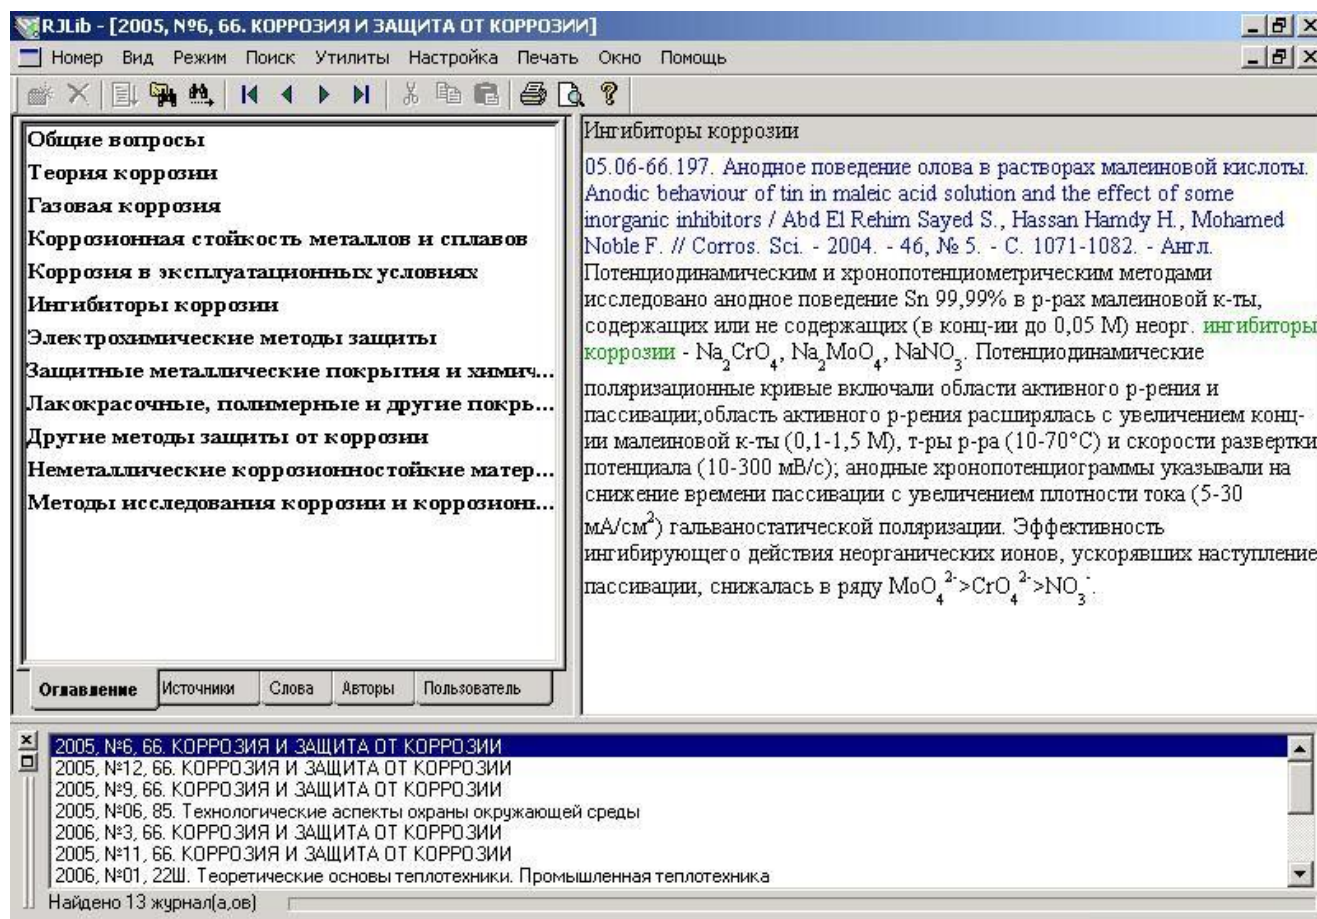 RJLib - [2005, №6, 66. КОРРОЗИЯ И ЗАЩИТА ОТ КОРРОЗИИ]
Номер Вид Режим Поиск Утилиты Настройка Печать Окно Помощь
Общие вопросы
Теория коррозии
Газовая коррозия
Коррозионная стойкость металлов и сплавов
Коррозия в эксплуатационных условиях
Ингибиторы коррозии
Электрохимические методы защиты
Защитные металлические покрытия и химич...
Лакокрасочные, полимерные и другие покры...
Другие методы защиты от коррозии
Неметаллические коррозионностойкие матер...
Методы исследования коррозии и коррозионн...
Оглавление Источники Слова Авторы Пользователь
Ингибиторы коррозии
05.06-66.197. Анодное поведение олова в растворах малеиновой кислоты.
Anodic behaviour of tin in maleic acid solution and the effect of some
inorganic inhibitors / Abd El Rehim Sayed S., Hassan Hamdy H., Mohamed
Noble F. // Corros. Sci. - 2004. - 46, № 5. - С. 1071-1082. - Англ.
Потенциодинамическим и хронопотенциометрическим методами
исследовано анодное поведение Sn 99,99% в р-рах малеиновой к-ты,
содержащих или не содержащих (в конц-ии до 0,05 М) неорг. ингибиторы
коррозии - Na₂CrO₄, Na₂MoO₄, NaNO₃. Потенциодинамические
поляризационные кривые включали области активного р-рения и
пассивации;область активного р-рения расширялась с увеличением конц-
ии малеиновой к-ты (0,1-1,5 М), т-ры р-ра (10-70°C) и скорости развертки
потенциала (10-300 мВ/с); анодные хронопотенциограммы указывали на
снижение времени пассивации с увеличением плотности тока (5-30
мА/см²) гальваностатической поляризации. Эффективность
ингибирующего действия неорганических ионов, ускорявших наступление
пассивации, снижалась в ряду MoO₄²⁻>CrO₄²⁻>NO₃⁻.
2005, №6, 66. КОРРОЗИЯ И ЗАЩИТА ОТ КОРРОЗИИ
2005, №12, 66. КОРРОЗИЯ И ЗАЩИТА ОТ КОРРОЗИИ
2005, №9, 66. КОРРОЗИЯ И ЗАЩИТА ОТ КОРРОЗИИ
2005, №06, 85. Технологические аспекты охраны окружающей среды
2006, №3, 66. КОРРОЗИЯ И ЗАЩИТА ОТ КОРРОЗИИ
2005, №11, 66. КОРРОЗИЯ И ЗАЩИТА ОТ КОРРОЗИИ
2006, №01, 22Ш. Теоретические основы теплотехники. Промышленная теплотехника
Найдено 13 журнал(а,ов)